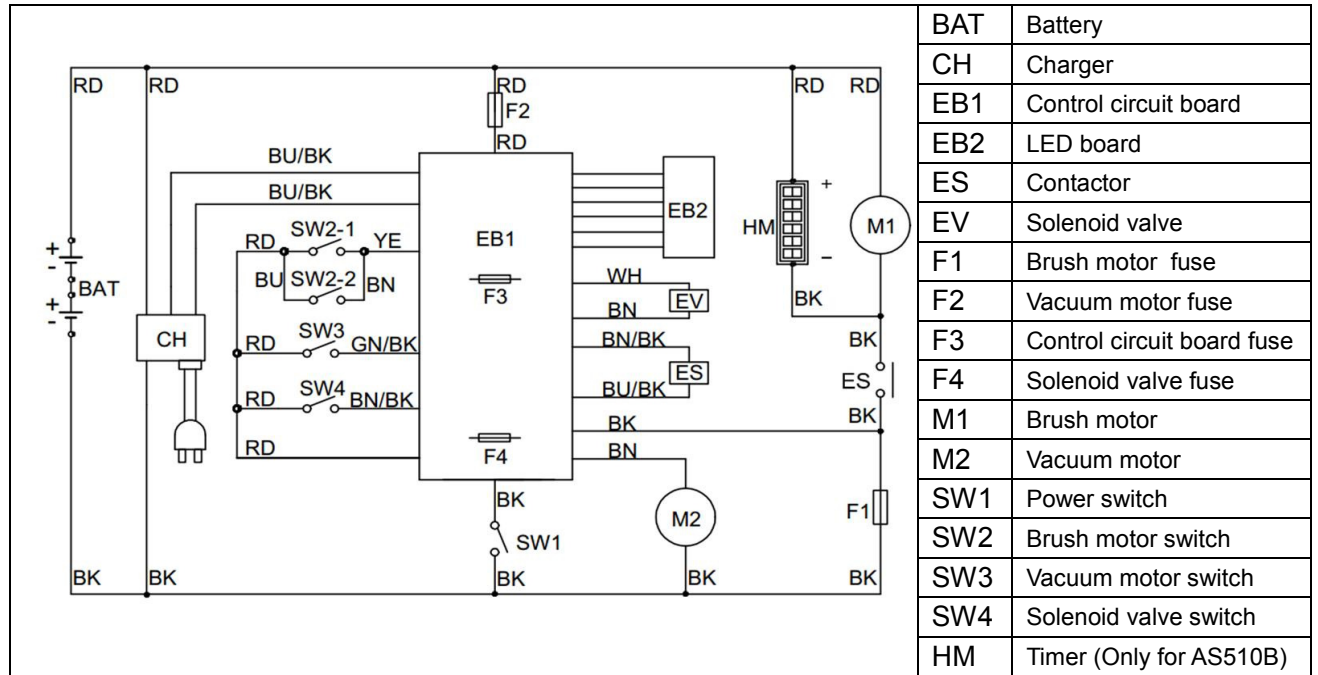 RD RD RD RD RD
F2
RD
BU/BK
BU/BK
EB2
+
HM
−
M1
SW2-1
RD YE
EB1
BU SW2-2 BN
+
-
BAT
+
-
F3
WH
EV
BN
BK
CH
SW3
RD GN/BK
BN/BK
ES
BU/BK
BK
ES
BK
SW4
RD BN/BK
BK
RD
F4
BN
BK
M2
F1
SW1
BK BK BK BK BK
BAT Battery
CH Charger
EB1 Control circuit board
EB2 LED board
ES Contactor
EV Solenoid valve
F1 Brush motor fuse
F2 Vacuum motor fuse
F3 Control circuit board fuse
F4 Solenoid valve fuse
M1 Brush motor
M2 Vacuum motor
SW1 Power switch
SW2 Brush motor switch
SW3 Vacuum motor switch
SW4 Solenoid valve switch
HM Timer (Only for AS510B)